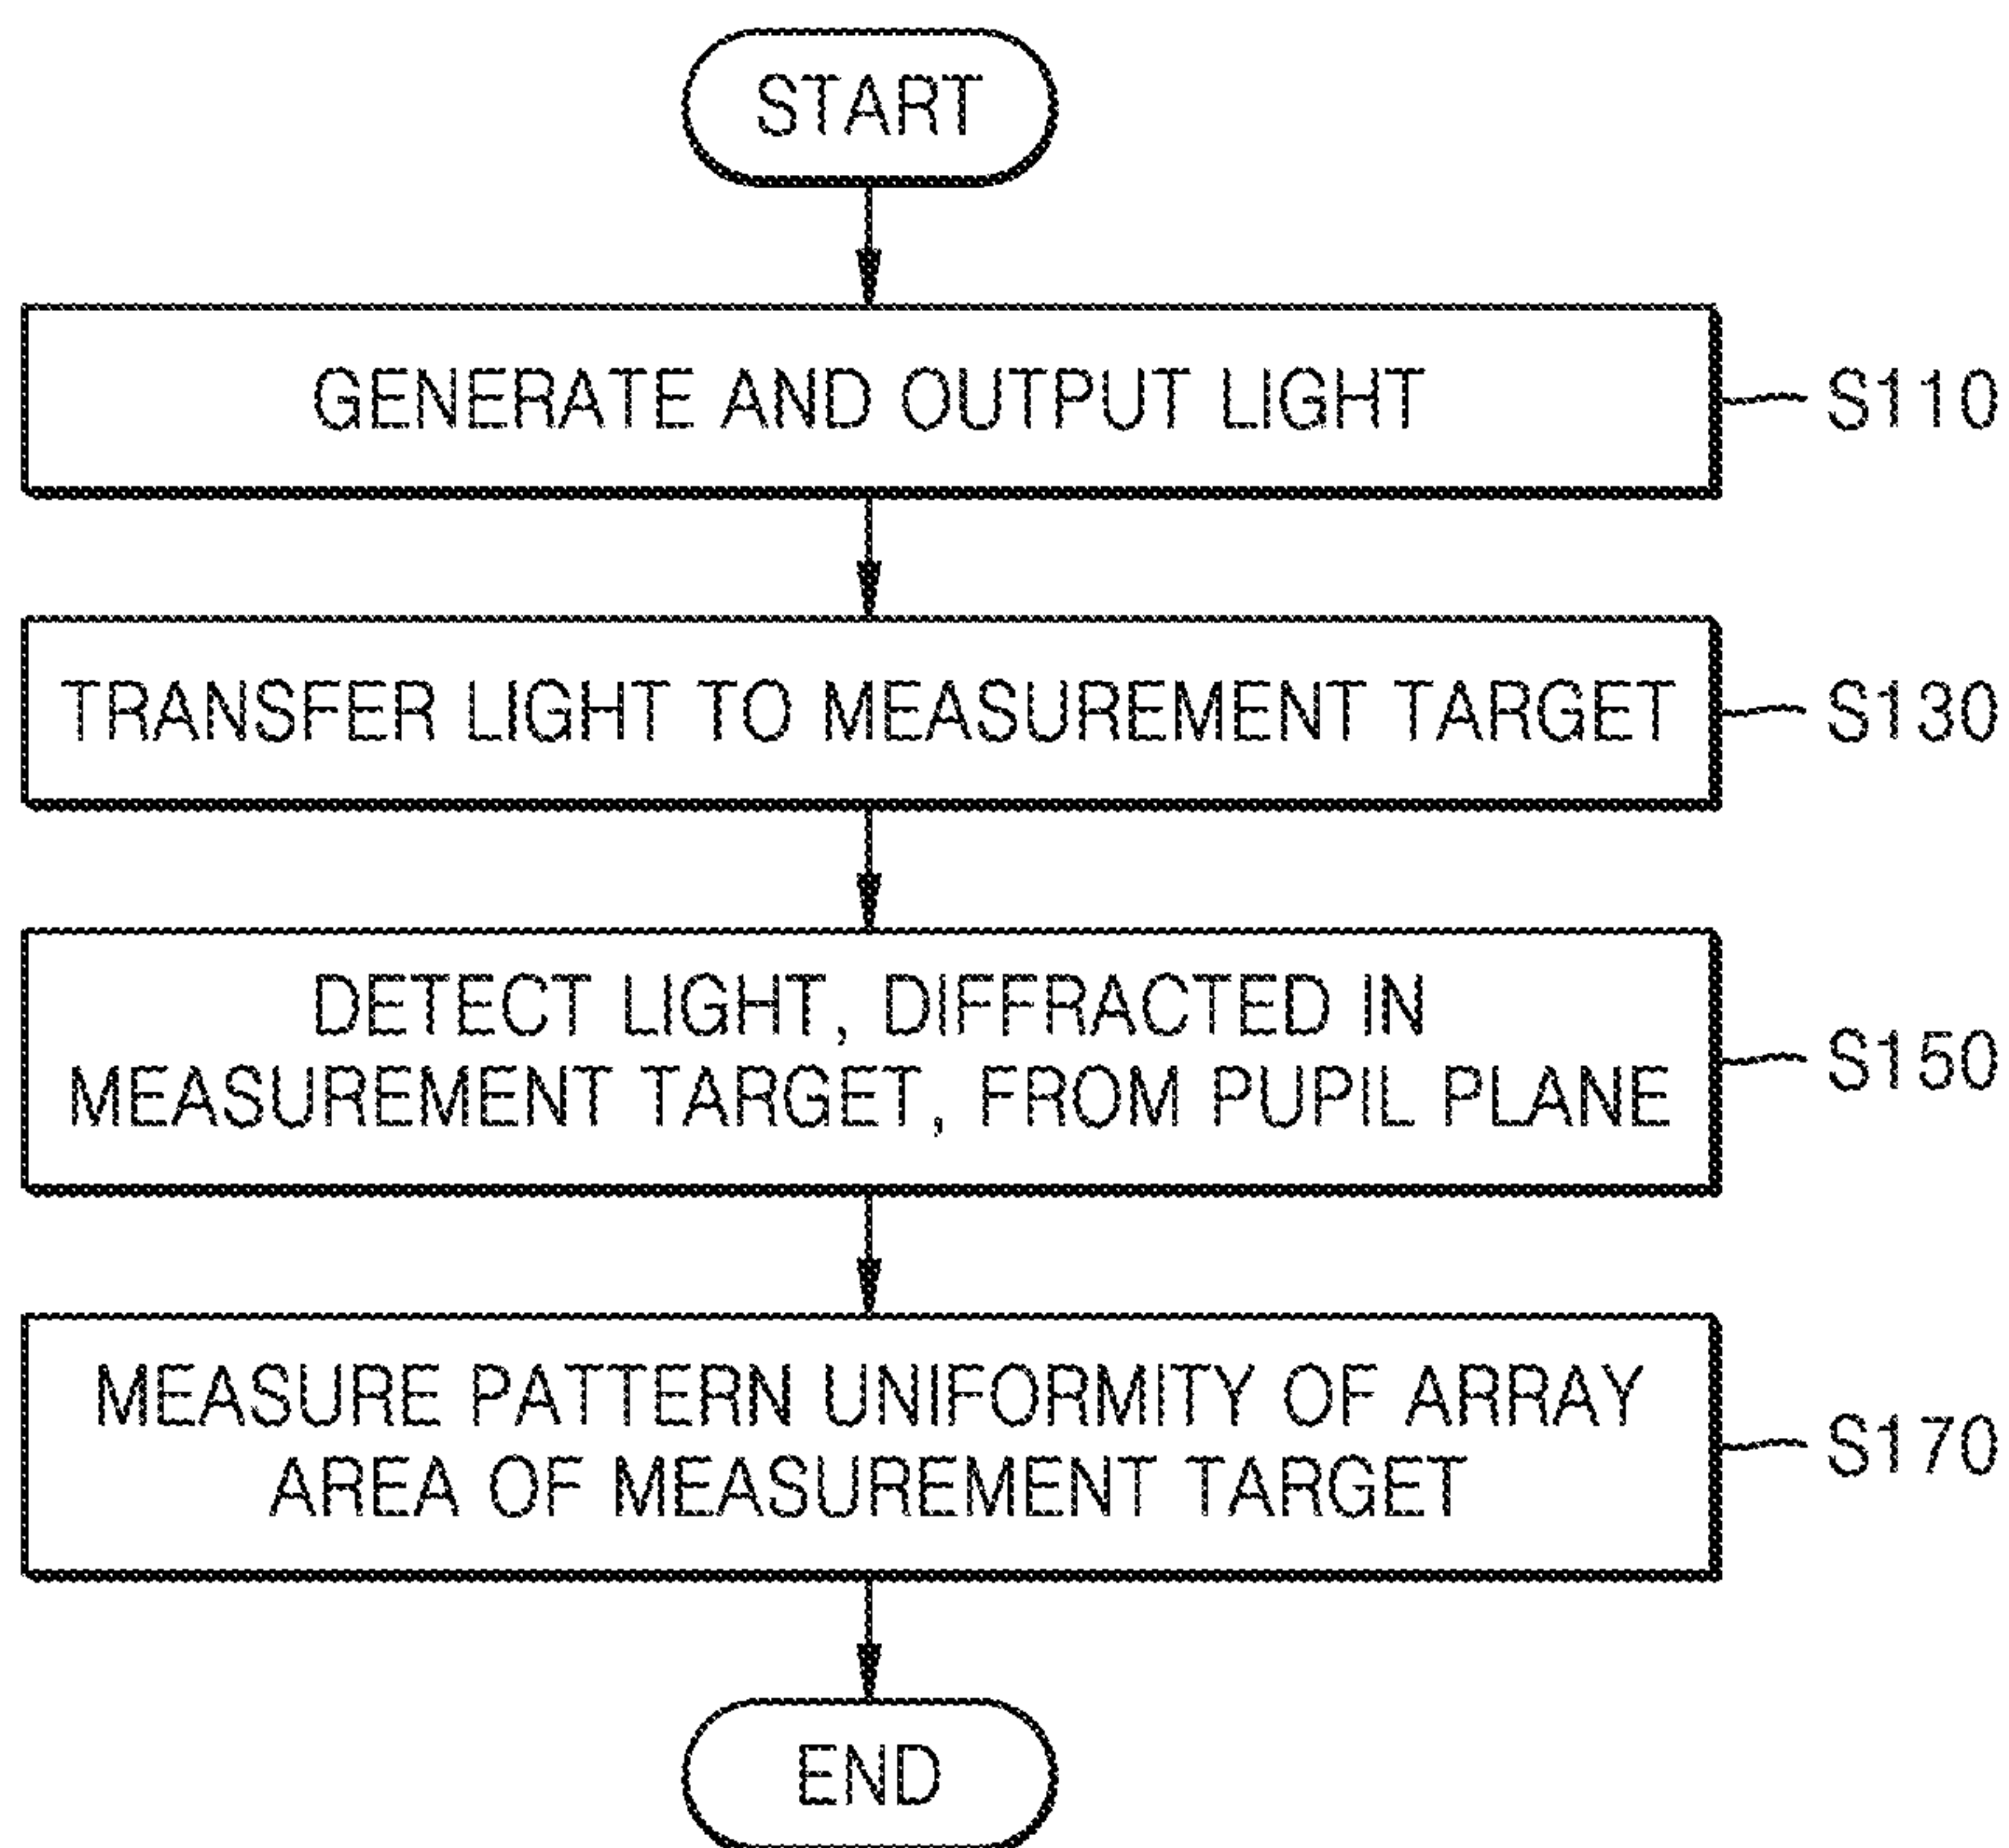 START
GENERATE AND OUTPUT LIGHT
S110
TRANSFER LIGHT TO MEASUREMENT TARGET
S130
DETECT LIGHT, DIFFRACTED IN
MEASUREMENT TARGET, FROM PUPIL PLANE
S150
MEASURE PATTERN UNIFORMITY OF ARRAY
AREA OF MEASUREMENT TARGET
S170
END